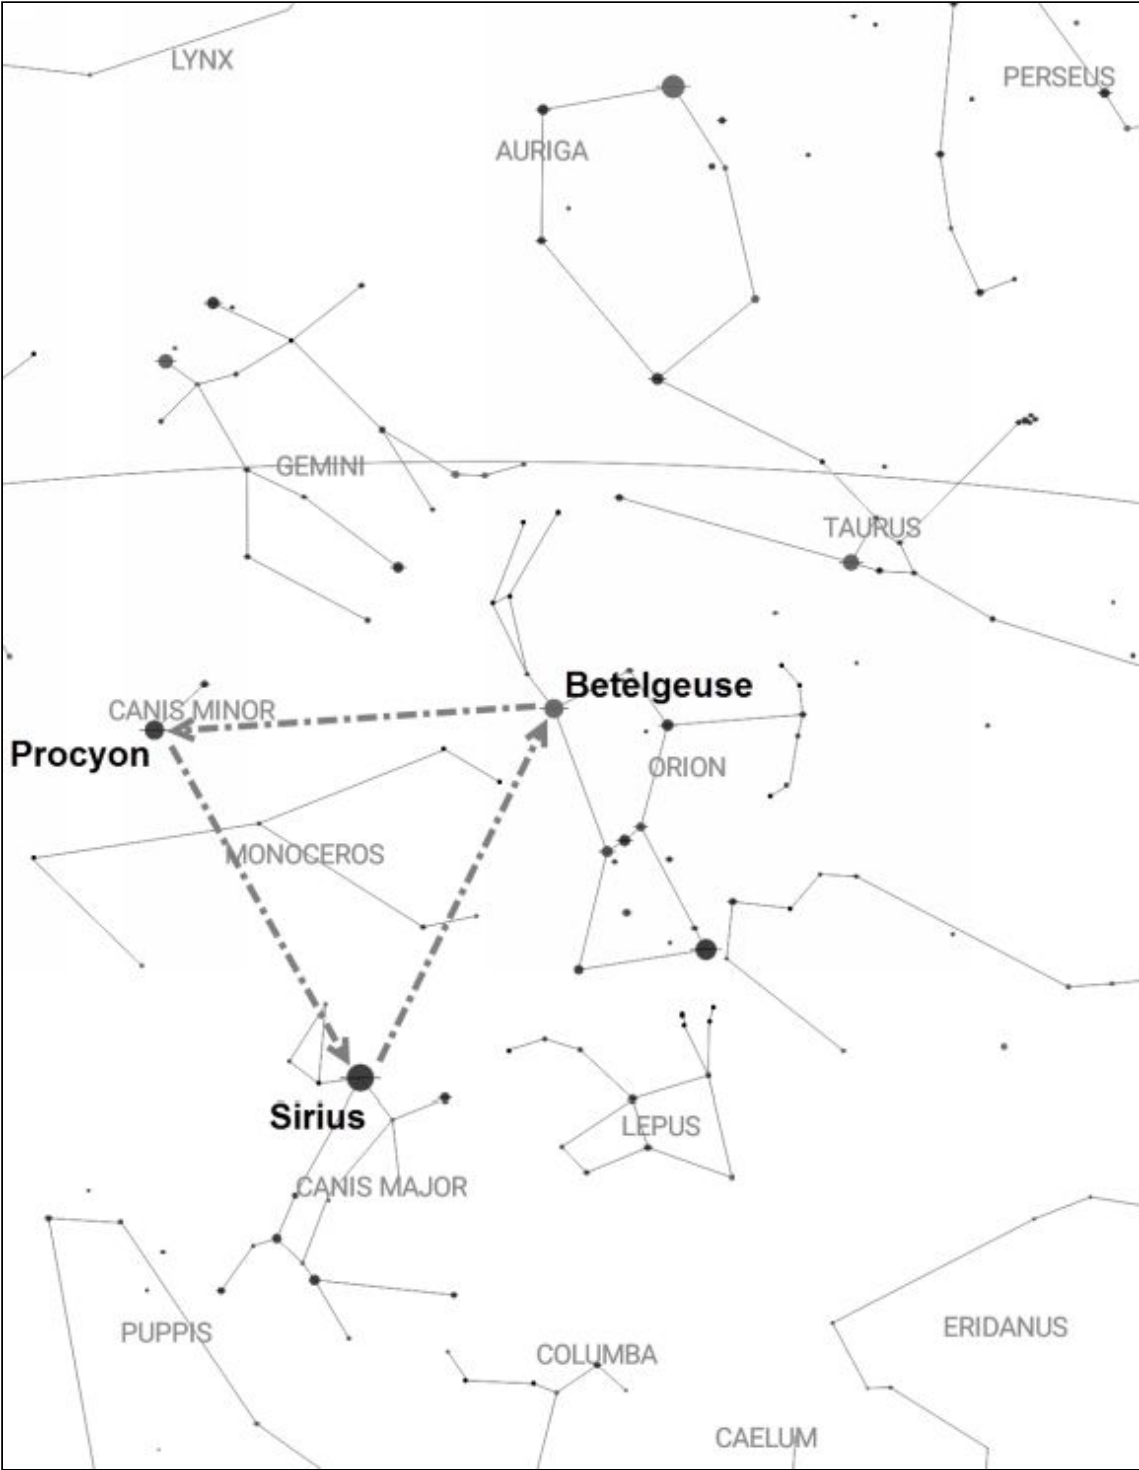 LYNX
PERSEUS
AURIGA
GEMINI
TAURUS
Betelgeuse
CANIS MINOR
Procyon
ORION
MONOCEROS
Sirius
LEPUS
CANIS MAJOR
PUPPIS
ERIDANUS
COLUMBA
CAELUM